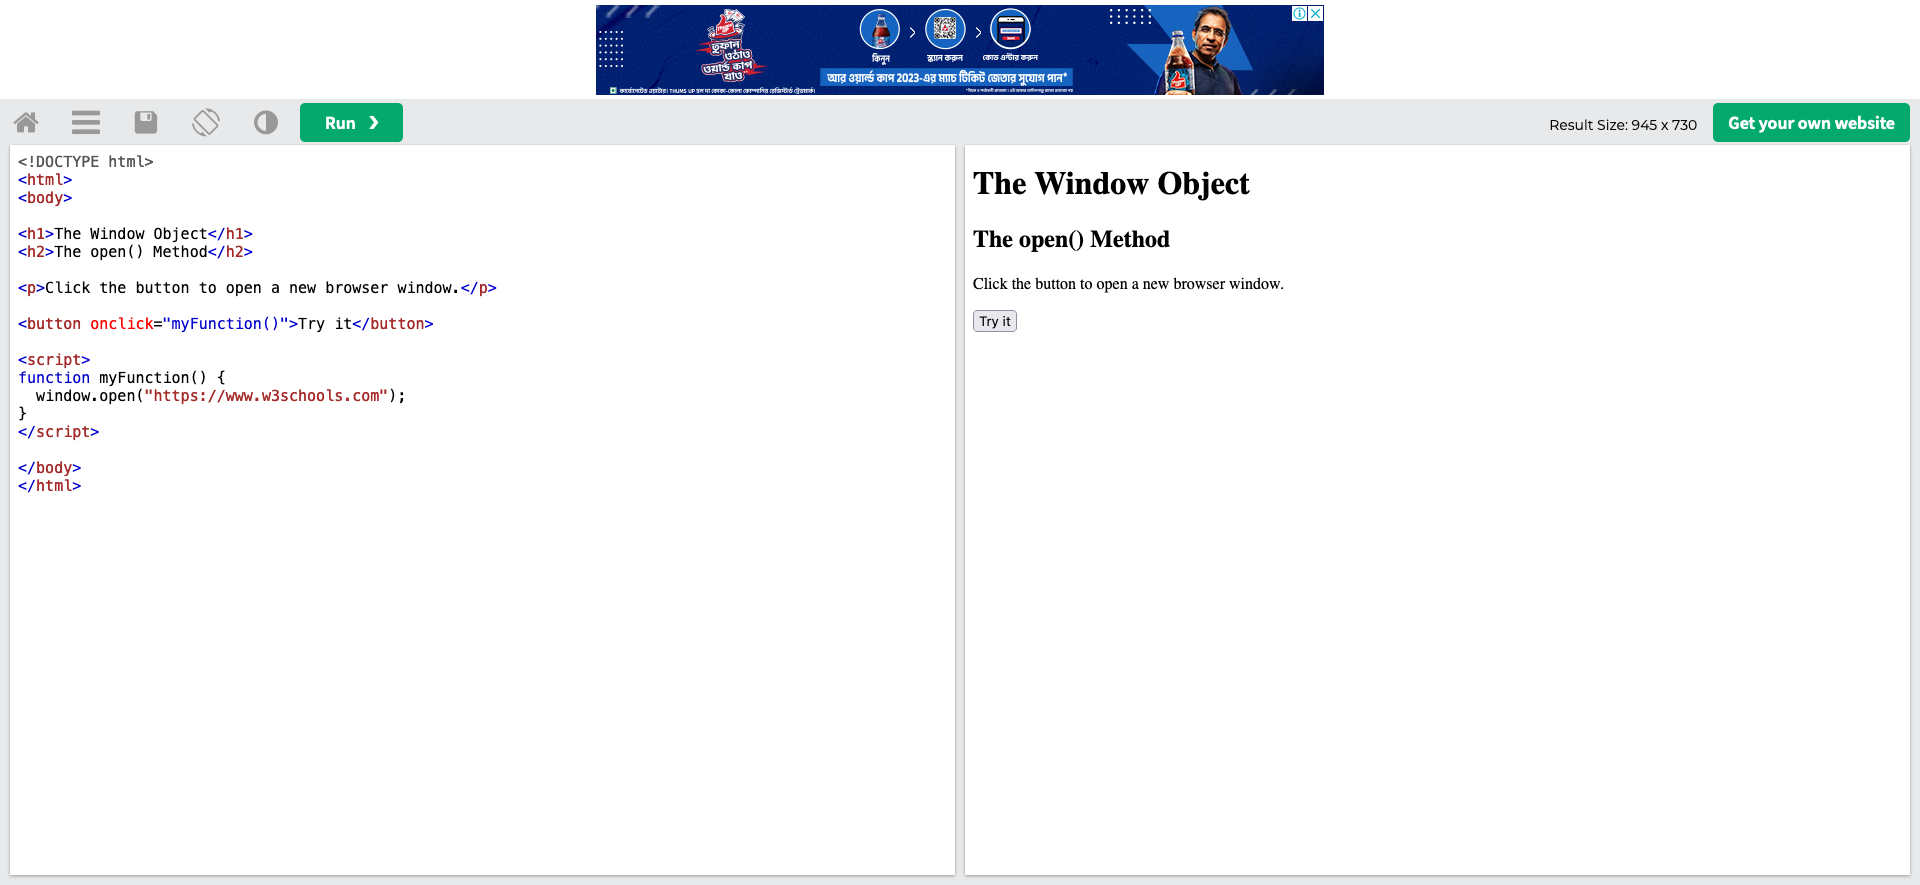 তুফান
ওঠাও
ওয়ার্ল্ড কাপ
যাও
কিনুন
স্ক্যান করুন
কোড এন্টার করুন
আর ওয়ার্ল্ড কাপ 2023-এর ম্যাচ টিকিট জেতার সুযোগ পান*
Run ❯
Result Size: 945 x 730
Get your own website
<!DOCTYPE html>
<html>
<body>
<h1>The Window Object</h1>
<h2>The open() Method</h2>
<p>Click the button to open a new browser window.</p>
<button onclick="myFunction()">Try it</button>
<script>
function myFunction() {
window.open("https://www.w3schools.com");
}
</script>
</body>
</html>
The Window Object
The open() Method
Click the button to open a new browser window.
Try it